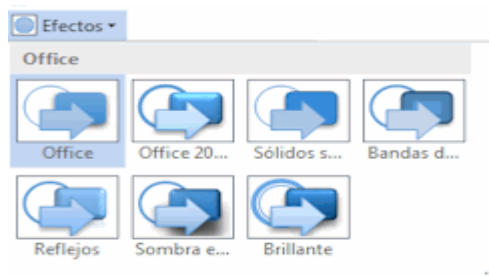 Efectos
Office
Office Office 20... Sólidos s... Bandas d...
Reflejos Sombra e... Brillante